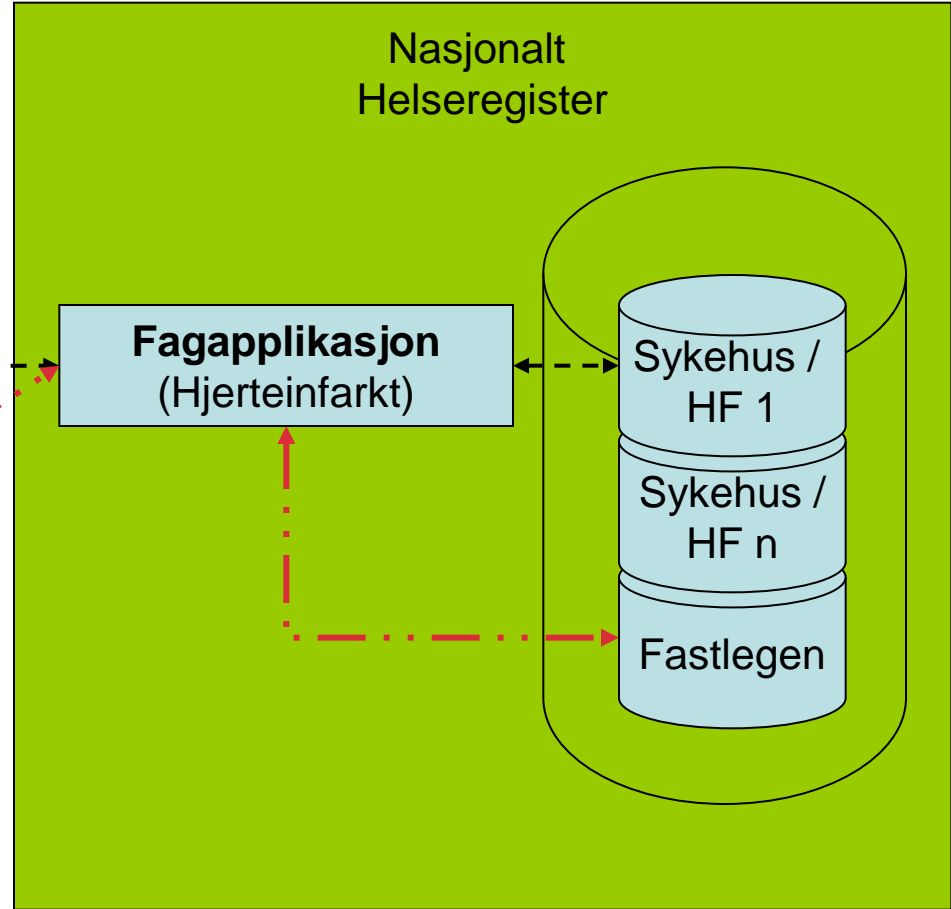 Nasjonalt
Helseregister
Fagapplikasjon
(Hjerteinfarkt)
Sykehus /
HF 1
Sykehus /
HF n
Fastlegen